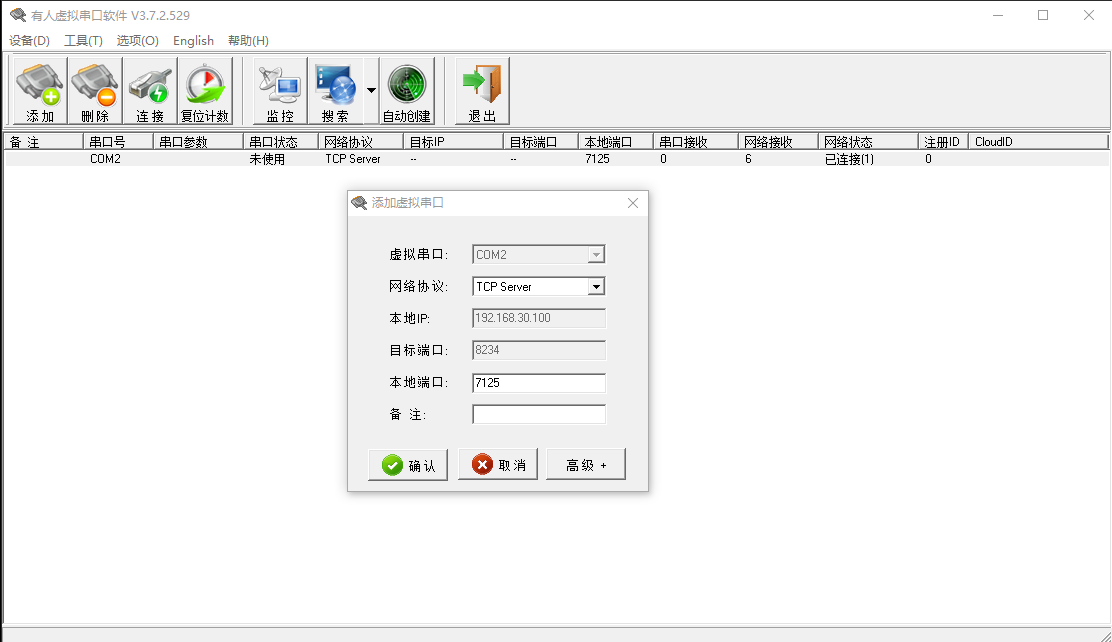 有人虚拟串口软件 V3.7.2.529
设备(D) 工具(T) 选项(O) English 帮助(H)
添加 删除 连接 复位计数 监控 搜索 自动创建 退出
备 注 串口号 串口参数 串口状态 网络协议 目标IP 目标端口 本地端口 串口接收 网络接收 网络状态 注册ID CloudID
COM2 未使用 TCP Server -- -- 7125 0 6 已连接(1) 0
添加虚拟串口
虚拟串口: COM2
网络协议: TCP Server
本地IP: 192.168.30.100
目标端口: 8234
本地端口: 7125
备 注:
确认 取消 高级 +